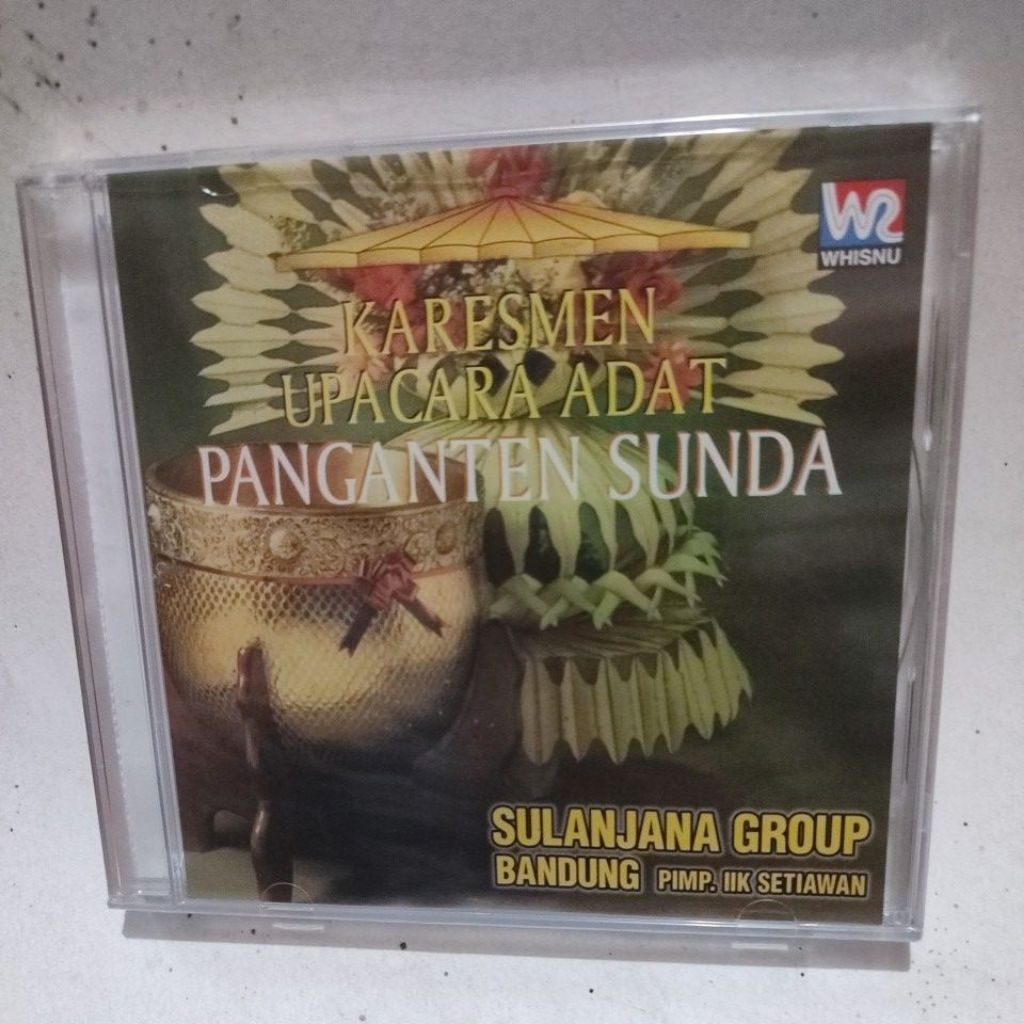 WHISNU
KARESMEN
UPACARA ADAT
PANGANTEN SUNDA
SULANJANA GROUP
BANDUNG PIMP. IIK SETIAWAN